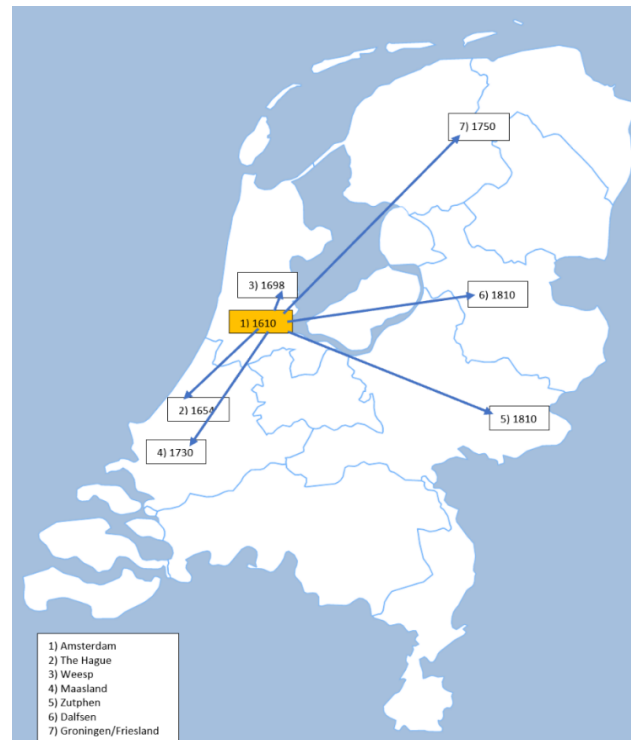 7) 1750
3) 1698
6) 1810
1) 1610
2) 1654
5) 1810
4) 1730
1) Amsterdam
2) The Hague
3) Weesp
4) Maasland
5) Zutphen
6) Dalfsen
7) Groningen/Friesland